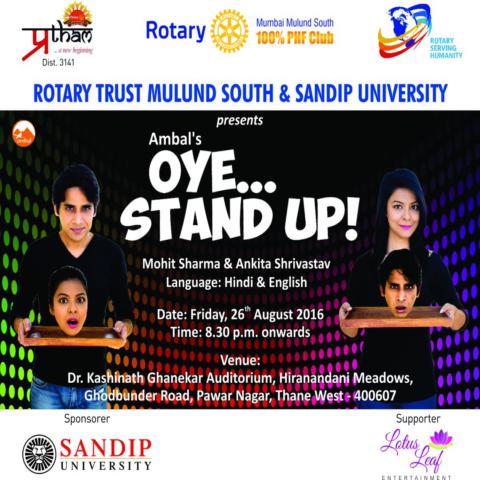 प्रथम
...a new beginning
Dist. 3141
Rotary
Mumbai Mulund South
100% PHF Club
ROTARY
SERVING
HUMANITY
ROTARY TRUST MULUND SOUTH & SANDIP UNIVERSITY
presents
Ambal's
OYE...
STAND UP!
Mohit Sharma & Ankita Shrivastav
Language: Hindi & English
Date: Friday, 26th August 2016
Time: 8.30 p.m. onwards
Venue:
Dr. Kashinath Ghanekar Auditorium, Hiranandani Meadows,
Ghodbunder Road, Pawar Nagar, Thane West - 400607
Sponsorer
Supporter
SANDIP
UNIVERSITY
Lotus
Leaf
ENTERTAINMENT